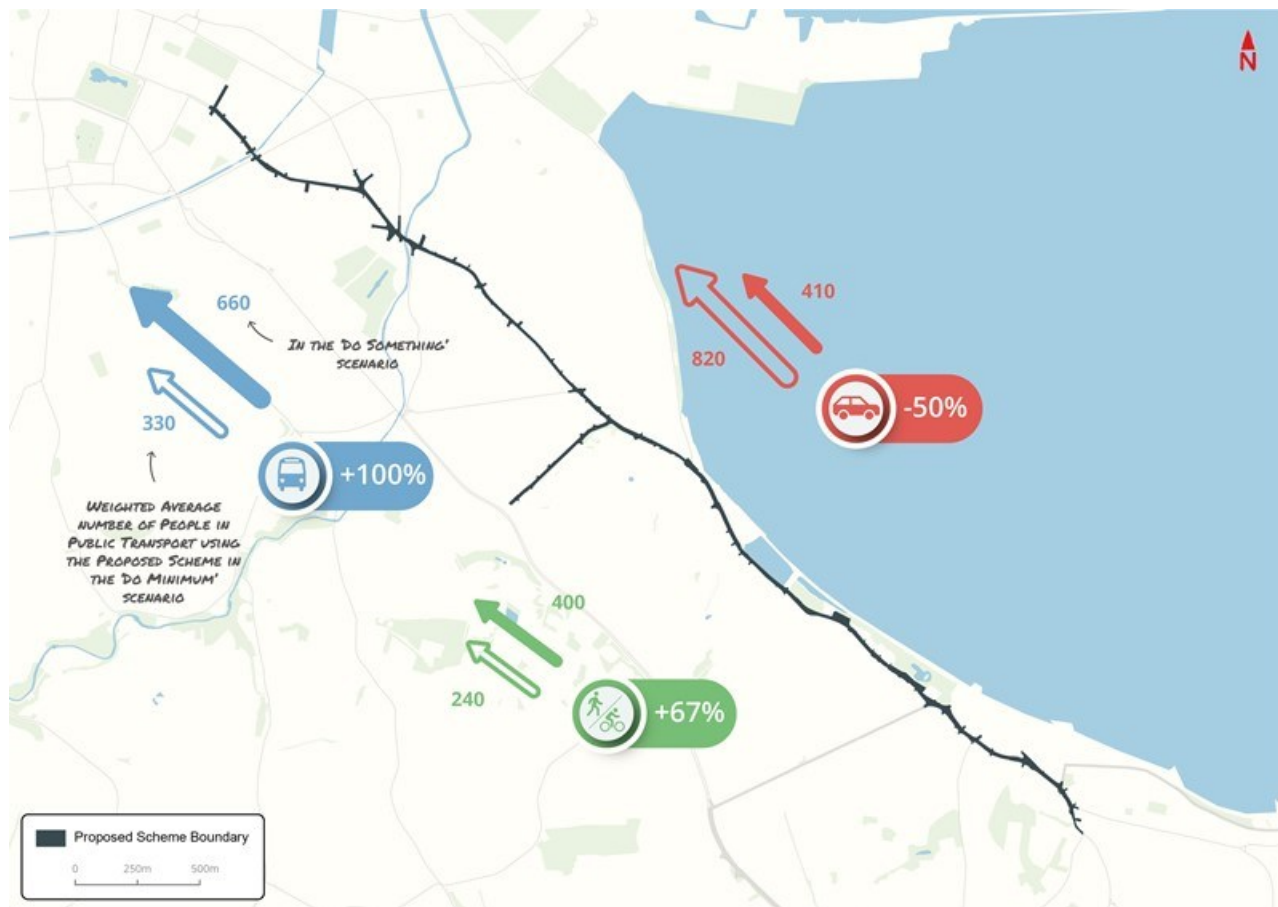 N
660
IN THE 'DO SOMETHING'
SCENARIO
410
820
330
-50%
+100%
WEIGHTED AVERAGE
NUMBER OF PEOPLE IN
PUBLIC TRANSPORT USING
THE PROPOSED SCHEME IN
THE 'DO MINIMUM'
SCENARIO
400
240
+67%
Proposed Scheme Boundary
0 250m 500m